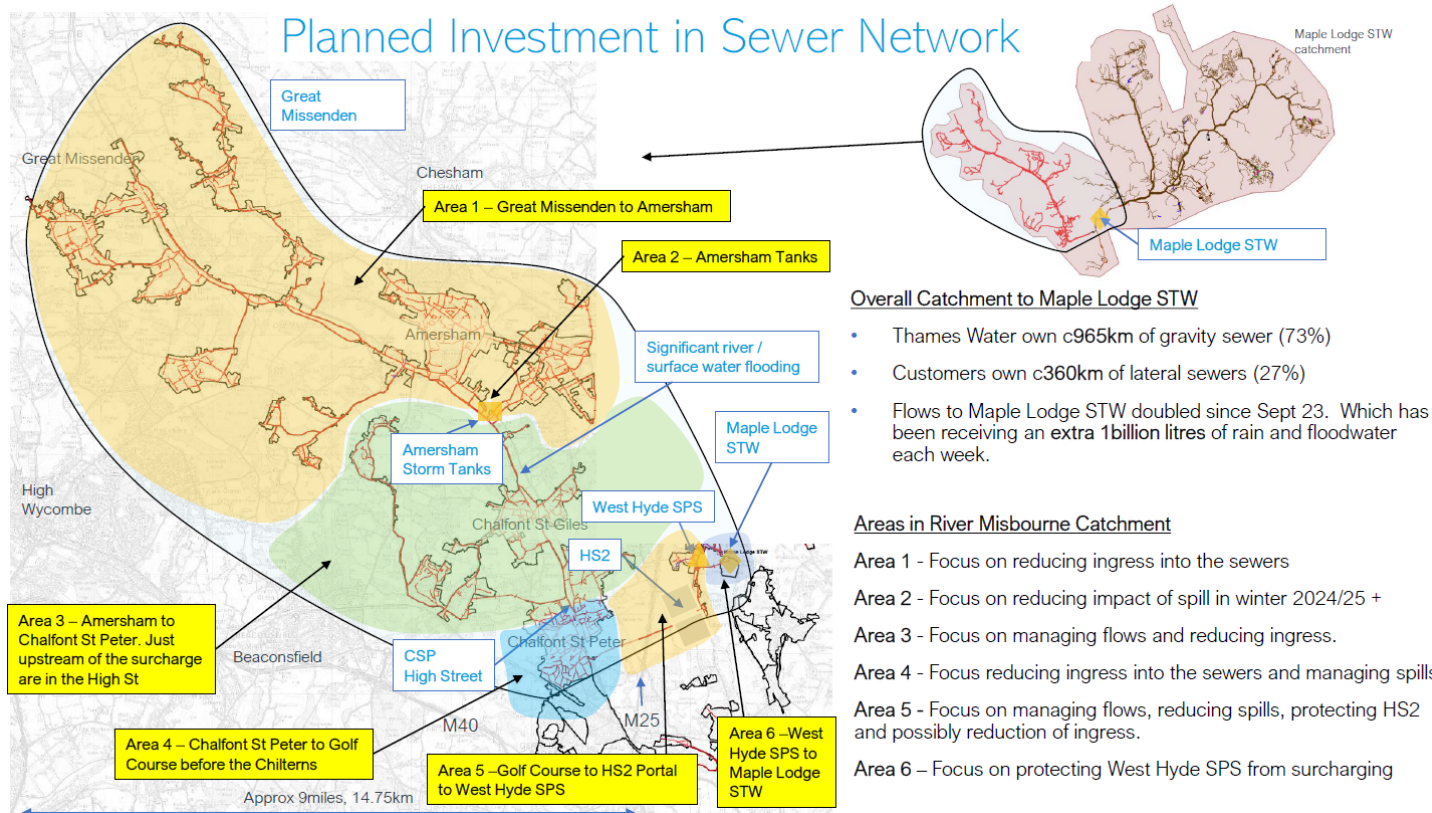 Planned Investment in Sewer Network
Maple Lodge STW
catchment
Great
Missenden
Great Missenden
Chesham
Area 1 – Great Missenden to Amersham
Area 2 – Amersham Tanks
Maple Lodge STW
Amersham
Significant river /
surface water flooding
Amersham
Storm Tanks
Maple Lodge
STW
High
Wycombe
West Hyde SPS
Chalfont St Giles
HS2
Area 3 – Amersham to
Chalfont St Peter. Just
upstream of the surcharge
are in the High St
Beaconsfield
CSP
High Street
Chalfont St Peter
M40
M25
Area 4 – Chalfont St Peter to Golf
Course before the Chilterns
Area 5 –Golf Course to HS2 Portal
to West Hyde SPS
Area 6 –West
Hyde SPS to
Maple Lodge
STW
Approx 9miles, 14.75km
Overall Catchment to Maple Lodge STW
• Thames Water own c965km of gravity sewer (73%)
• Customers own c360km of lateral sewers (27%)
• Flows to Maple Lodge STW doubled since Sept 23. Which has
been receiving an extra 1billion litres of rain and floodwater
each week.
Areas in River Misbourne Catchment
Area 1 - Focus on reducing ingress into the sewers
Area 2 - Focus on reducing impact of spill in winter 2024/25 +
Area 3 - Focus on managing flows and reducing ingress.
Area 4 - Focus reducing ingress into the sewers and managing spills
Area 5 - Focus on managing flows, reducing spills, protecting HS2
and possibly reduction of ingress.
Area 6 – Focus on protecting West Hyde SPS from surcharging